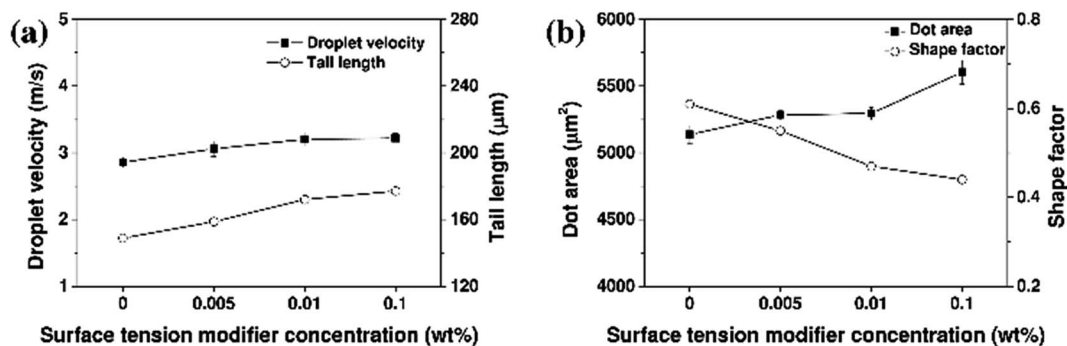 (a)
5
4
3
2
1
Droplet velocity (m/s)
Droplet velocity
Tail length
280
240
200
160
120
Tail length (μm)
0 0.005 0.01 0.1
Surface tension modifier concentration (wt%)
(b)
6000
5500
5000
4500
4000
Dot area (μm²)
Dot area
Shape factor
0.8
0.6
0.4
0.2
Shape factor
0 0.005 0.01 0.1
Surface tension modifier concentration (wt%)